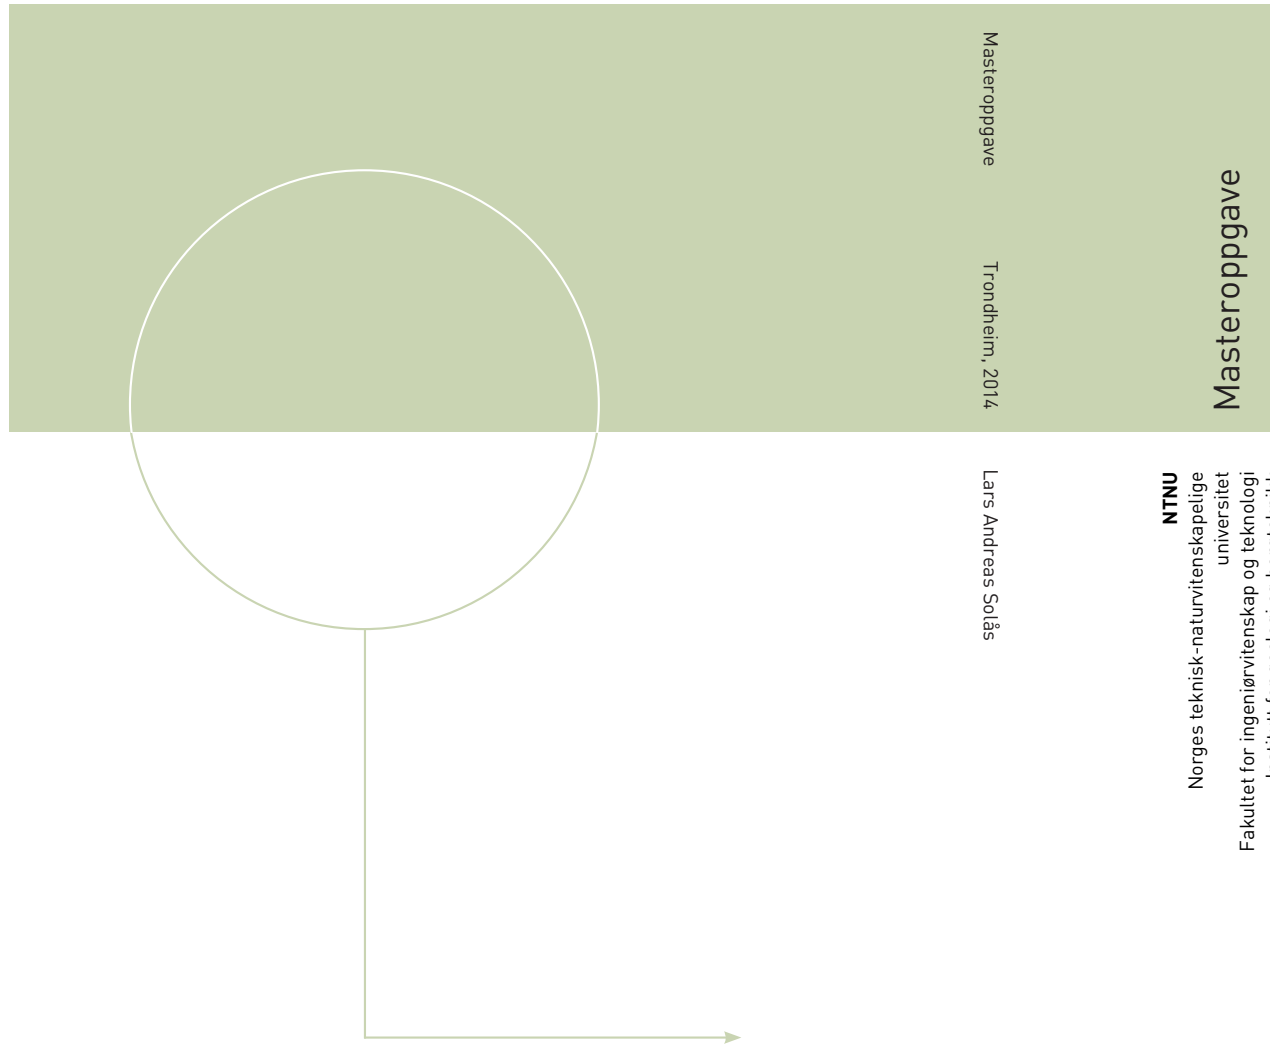 Masteroppgave
Trondheim, 2014
Lars Andreas Solås
Masteroppgave
NTNU
Norges teknisk-naturvitenskapelige
universitet
Fakultet for ingeniørvitenskap og teknologi